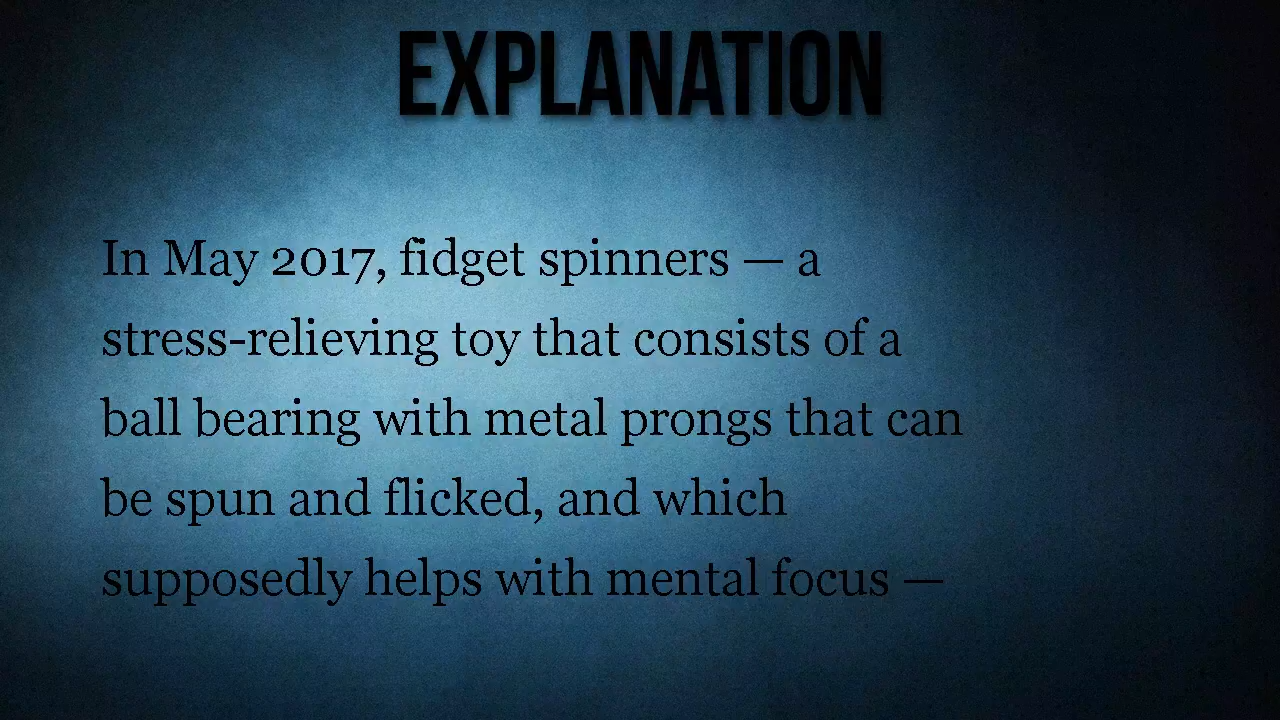 EXPLANATION
In May 2017, fidget spinners — a
stress-relieving toy that consists of a
ball bearing with metal prongs that can
be spun and flicked, and which
supposedly helps with mental focus —